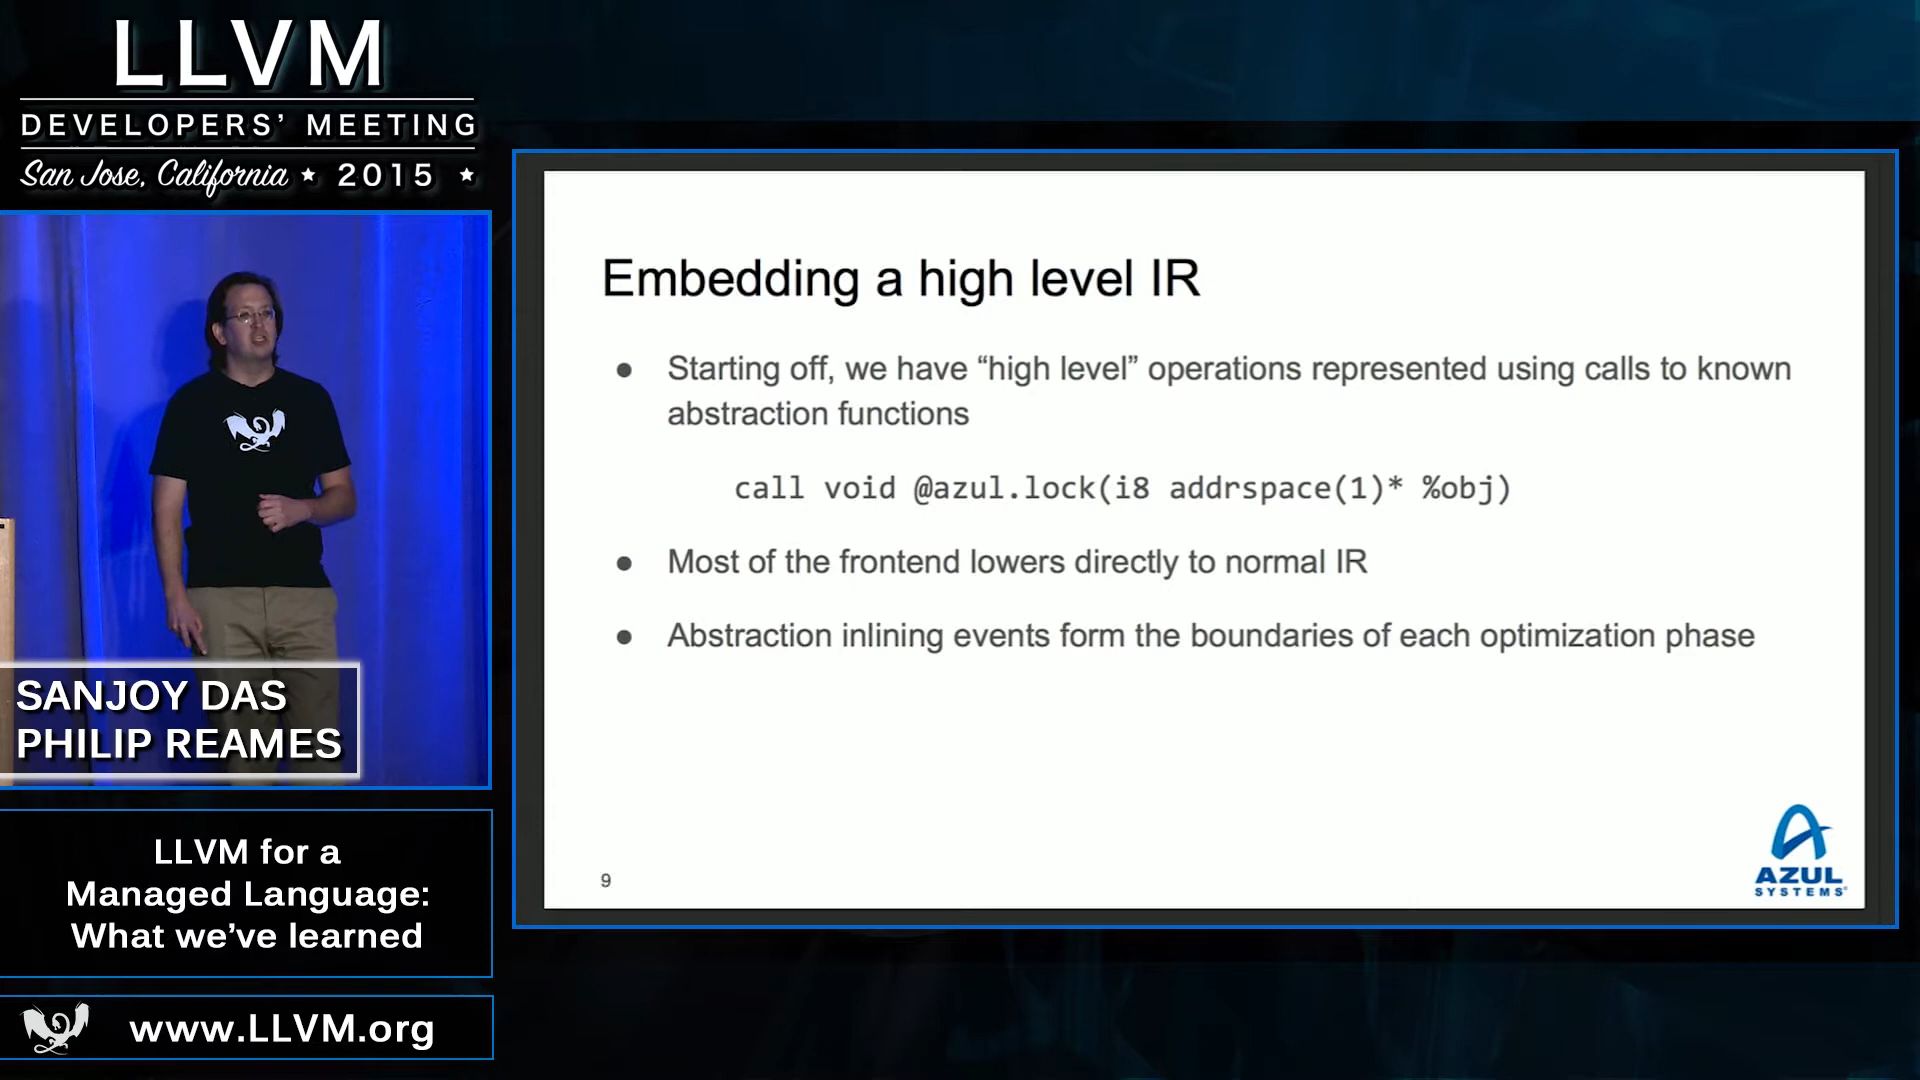 LLVM
DEVELOPERS’ MEETING
San Jose, California ★ 2015 ★
SANJOY DAS
PHILIP REAMES
LLVM for a
Managed Language:
What we’ve learned
www.LLVM.org
Embedding a high level IR
● Starting off, we have “high level” operations represented using calls to known
abstraction functions
call void @azul.lock(i8 addrspace(1)* %obj)
● Most of the frontend lowers directly to normal IR
● Abstraction inlining events form the boundaries of each optimization phase
9
AZUL
SYSTEMS®